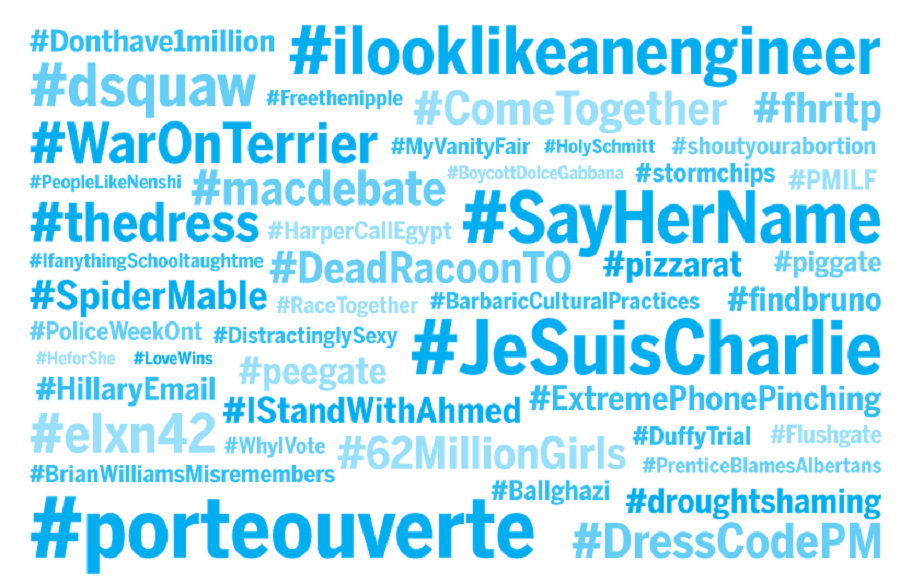 #Donthave1million #ilooklikeanengineer
#dsquaw #Freethenipple #ComeTogether #fhritp
#WarOnTerrier #MyVanityFair #HolySchmitt #shoutyourabortion
#PeopleLikeNenshi #macdebate #BoycottDolceGabbana #stormchips #PMILF
#thedress #HarperCallEgypt #SayHerName
#IfanythingSchooltaughtme #DeadRacoonTO #pizzarat #piggate
#SpiderMable #RaceTogether #BarbaricCulturalPractices #findbruno
#PoliceWeekOnt #DistractinglySexy #JeSuisCharlie
#HeforShe #LoveWins #peegate
#HillaryEmail #IStandWithAhmed #ExtremePhonePinching
#elxn42 #WhyIVote #62MillionGirls #DuffyTrial #Flushgate
#BrianWilliamsMisremembers #PrenticeBlamesAlbertans
#porteouverte #Ballghazi #droughtshaming
#DressCodePM